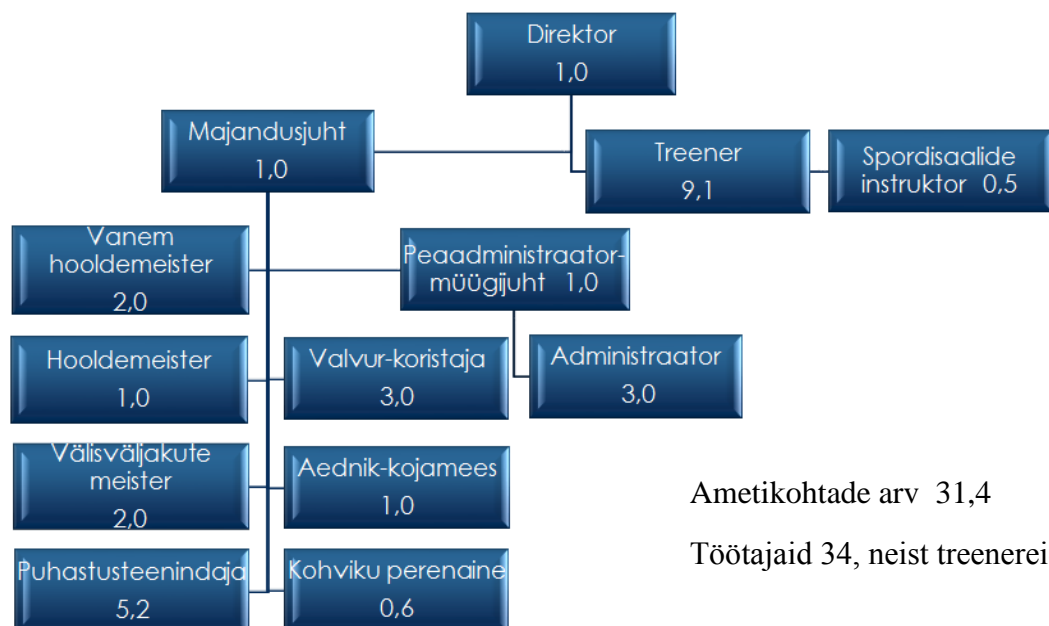 Direktor
1,0
Majandusjuht
1,0
Treener
9,1
Spordisaalide
instruktor 0,5
Vanem
hooldemeister
2,0
Peaadministraator-
müügijuht 1,0
Hooldemeister
1,0
Valvur-koristaja
3,0
Administraator
3,0
Välisväljakute
meister
2,0
Aednik-kojamees
1,0
Ametikohtade arv 31,4
Töötajaid 34, neist treenerei
Puhastusteenindaja
5,2
Kohviku perenaine
0,6